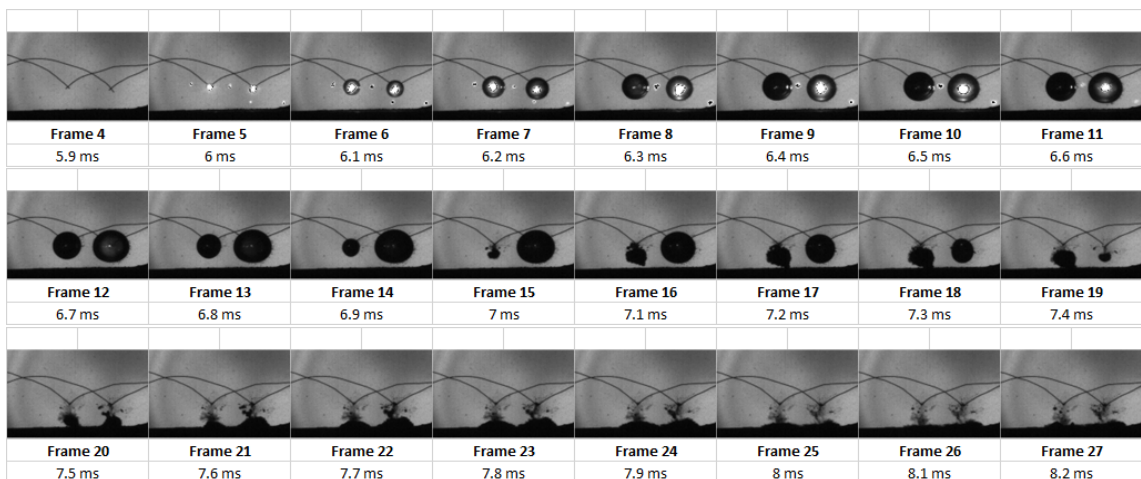 Frame 4 Frame 5 Frame 6 Frame 7 Frame 8 Frame 9 Frame 10 Frame 11
5.9 ms 6 ms 6.1 ms 6.2 ms 6.3 ms 6.4 ms 6.5 ms 6.6 ms
Frame 12 Frame 13 Frame 14 Frame 15 Frame 16 Frame 17 Frame 18 Frame 19
6.7 ms 6.8 ms 6.9 ms 7 ms 7.1 ms 7.2 ms 7.3 ms 7.4 ms
Frame 20 Frame 21 Frame 22 Frame 23 Frame 24 Frame 25 Frame 26 Frame 27
7.5 ms 7.6 ms 7.7 ms 7.8 ms 7.9 ms 8 ms 8.1 ms 8.2 ms